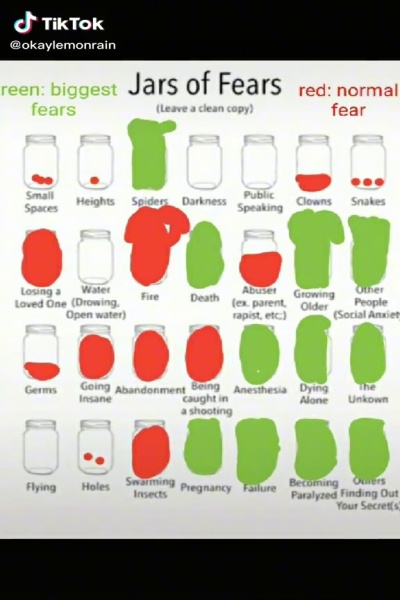 TikTok
@okaylemonrain
reen: biggest
fears
Jars of Fears
(Leave a clean copy)
red: normal
fear
Small
Spaces
Heights
Spiders
Darkness
Public
Speaking
Clowns
Snakes
Losing a
Loved One
Water
(Drowing,
Open water)
Fire
Death
Abuser
(ex. parent,
rapist, etc;)
Growing
Older
Other
People
(Social Anxiet
Germs
Going
Insane
Abandonment
Being
caught in
a shooting
Anesthesia
Dying
Alone
The
Unkown
Flying
Holes
Swarming
Insects
Pregnancy
Failure
Becoming
Paralyzed
Others
Finding Out
Your Secret(s)